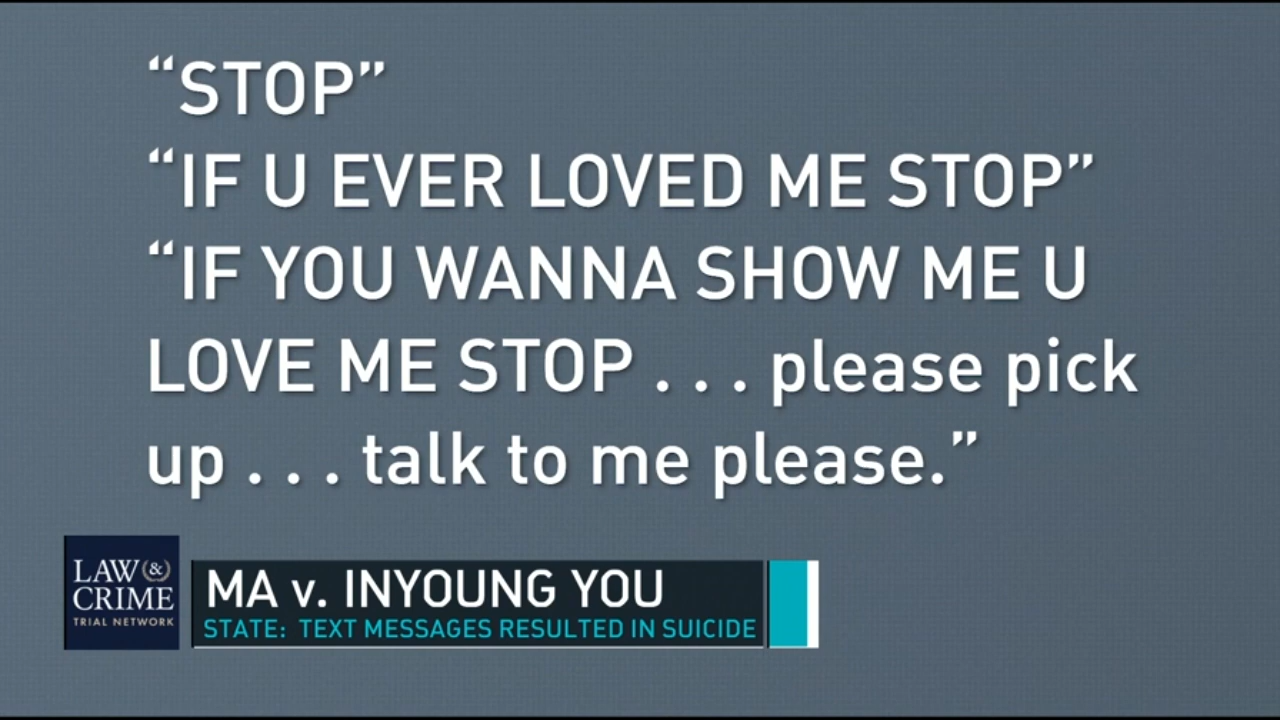 “STOP”
“IF U EVER LOVED ME STOP”
“IF YOU WANNA SHOW ME U
LOVE ME STOP . . . please pick
up . . . talk to me please.”
LAW &
CRIME
TRIAL NETWORK
MA v. INYOUNG YOU
STATE: TEXT MESSAGES RESULTED IN SUICIDE